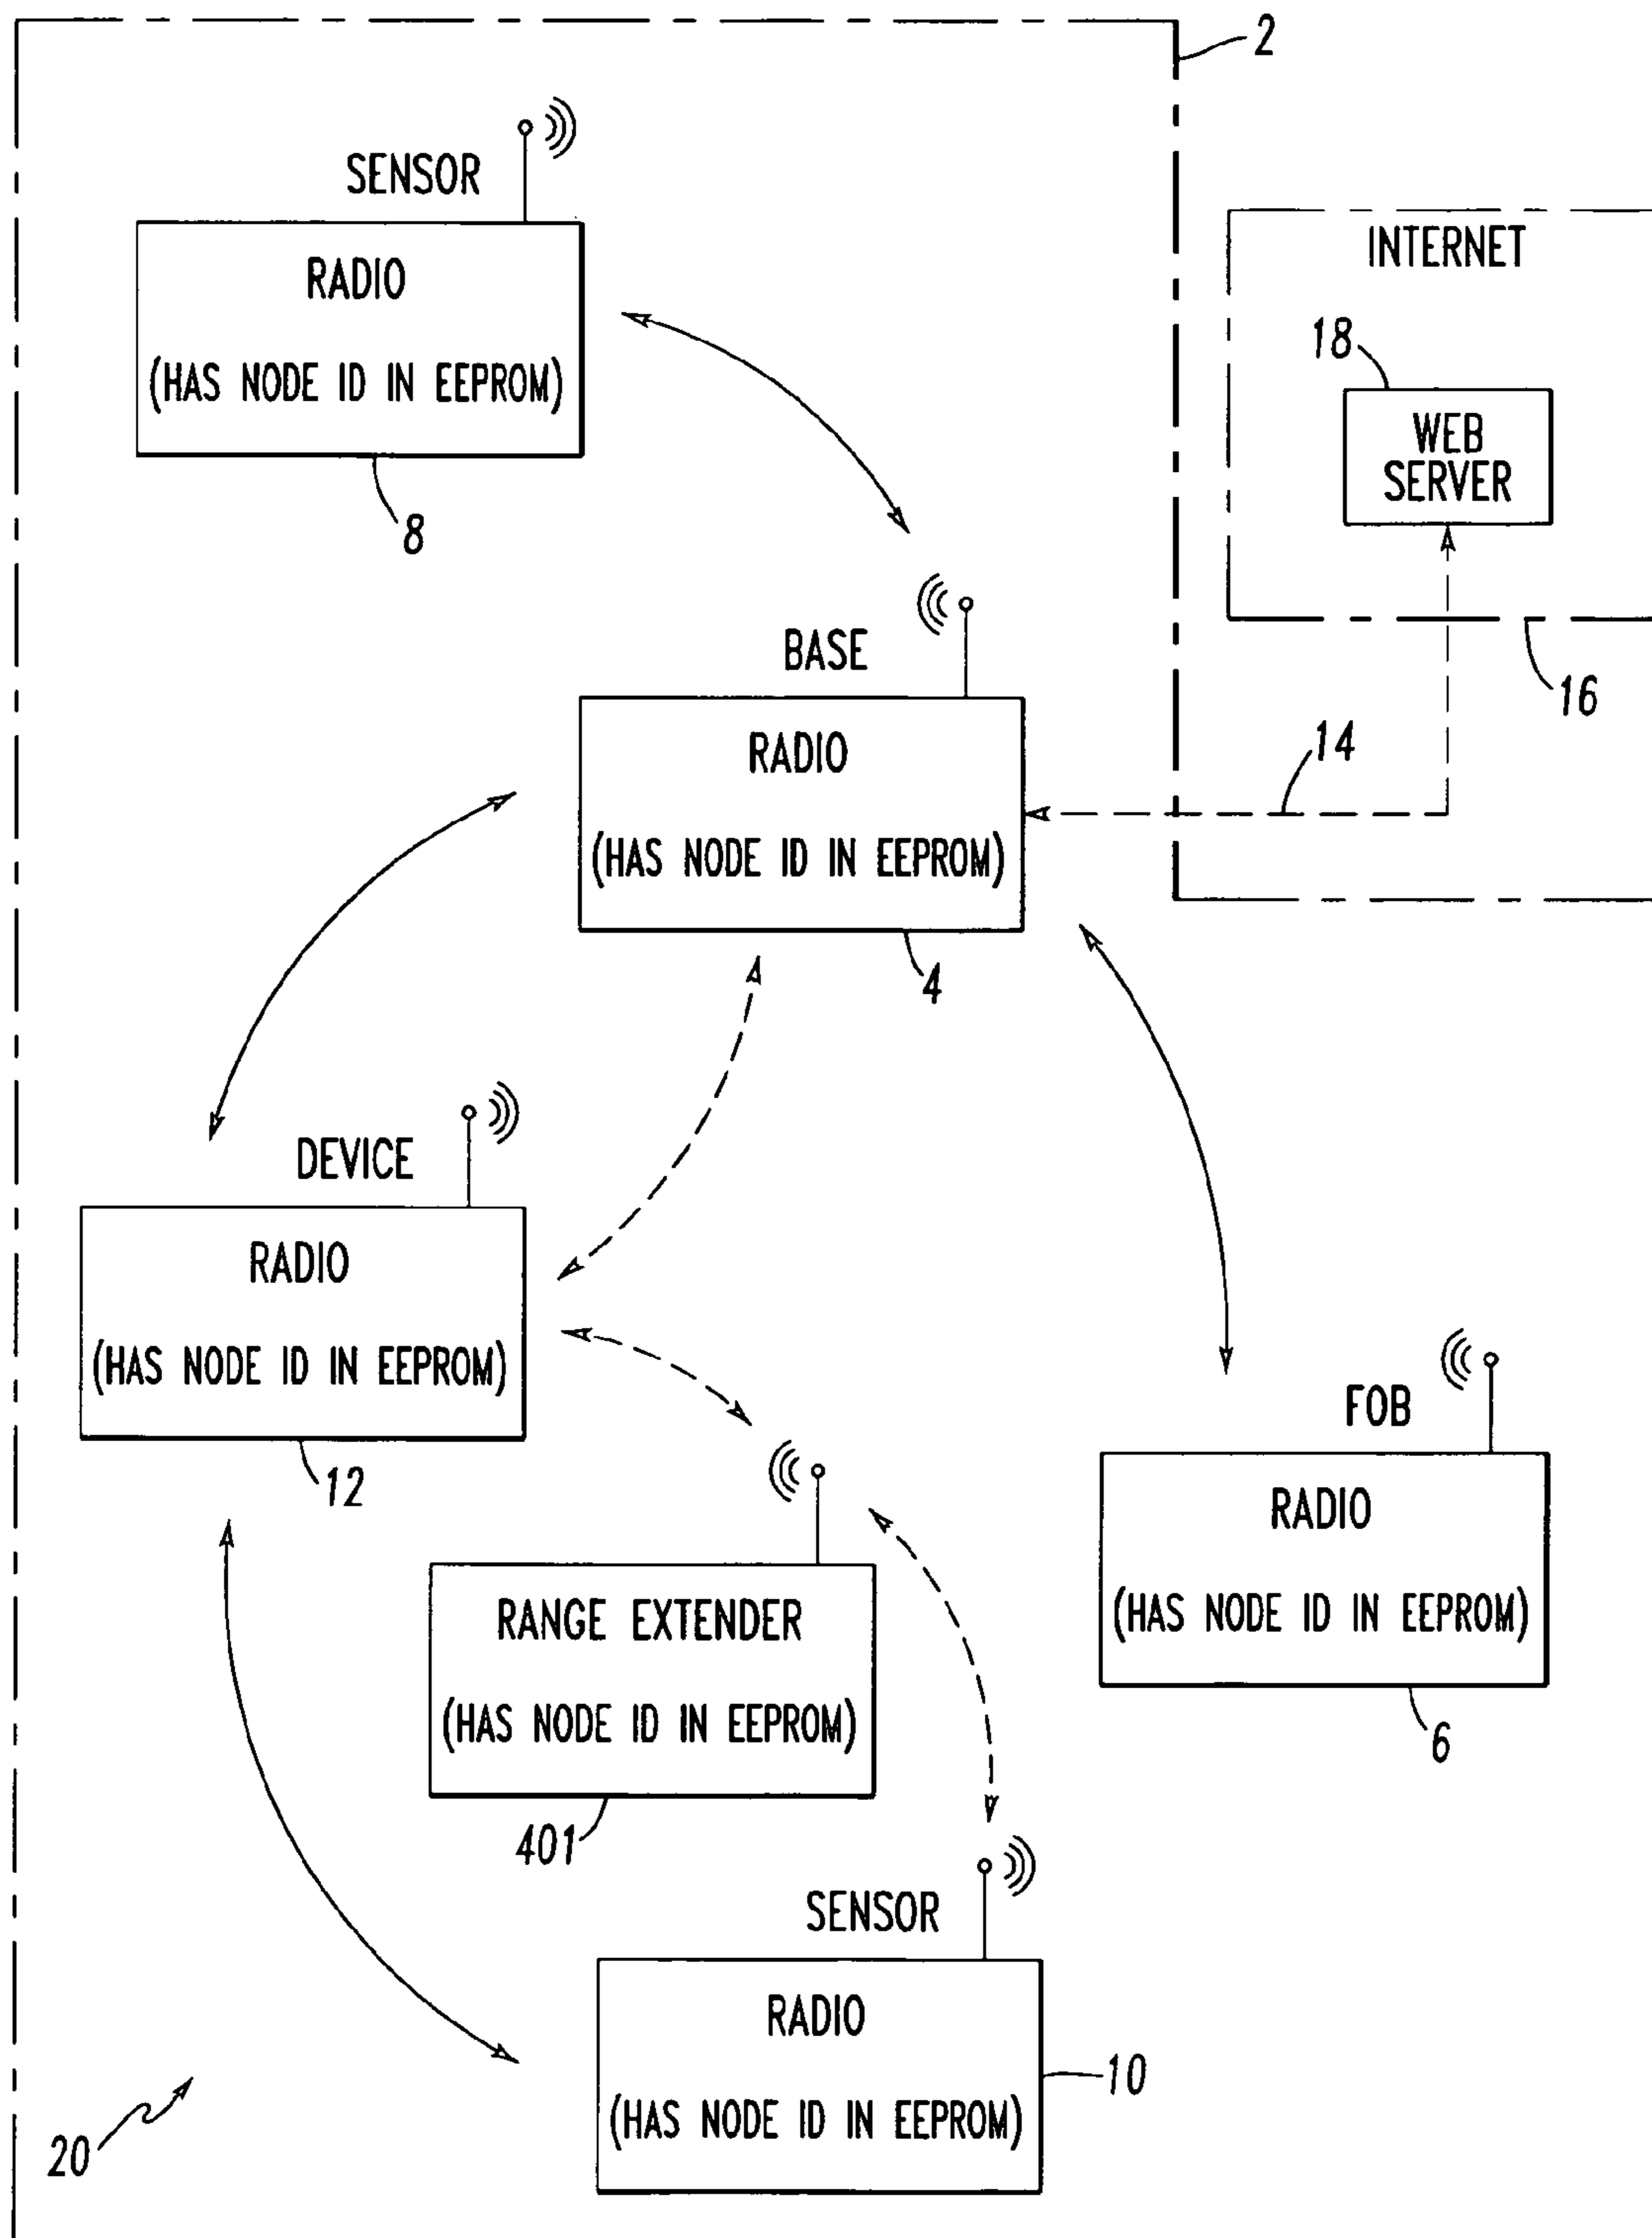 2
SENSOR
RADIO
(HAS NODE ID IN EEPROM)
8
INTERNET
18
WEB
SERVER
16
14
BASE
RADIO
(HAS NODE ID IN EEPROM)
4
DEVICE
RADIO
(HAS NODE ID IN EEPROM)
12
FOB
RADIO
(HAS NODE ID IN EEPROM)
6
RANGE EXTENDER
(HAS NODE ID IN EEPROM)
401
SENSOR
RADIO
(HAS NODE ID IN EEPROM)
10
20